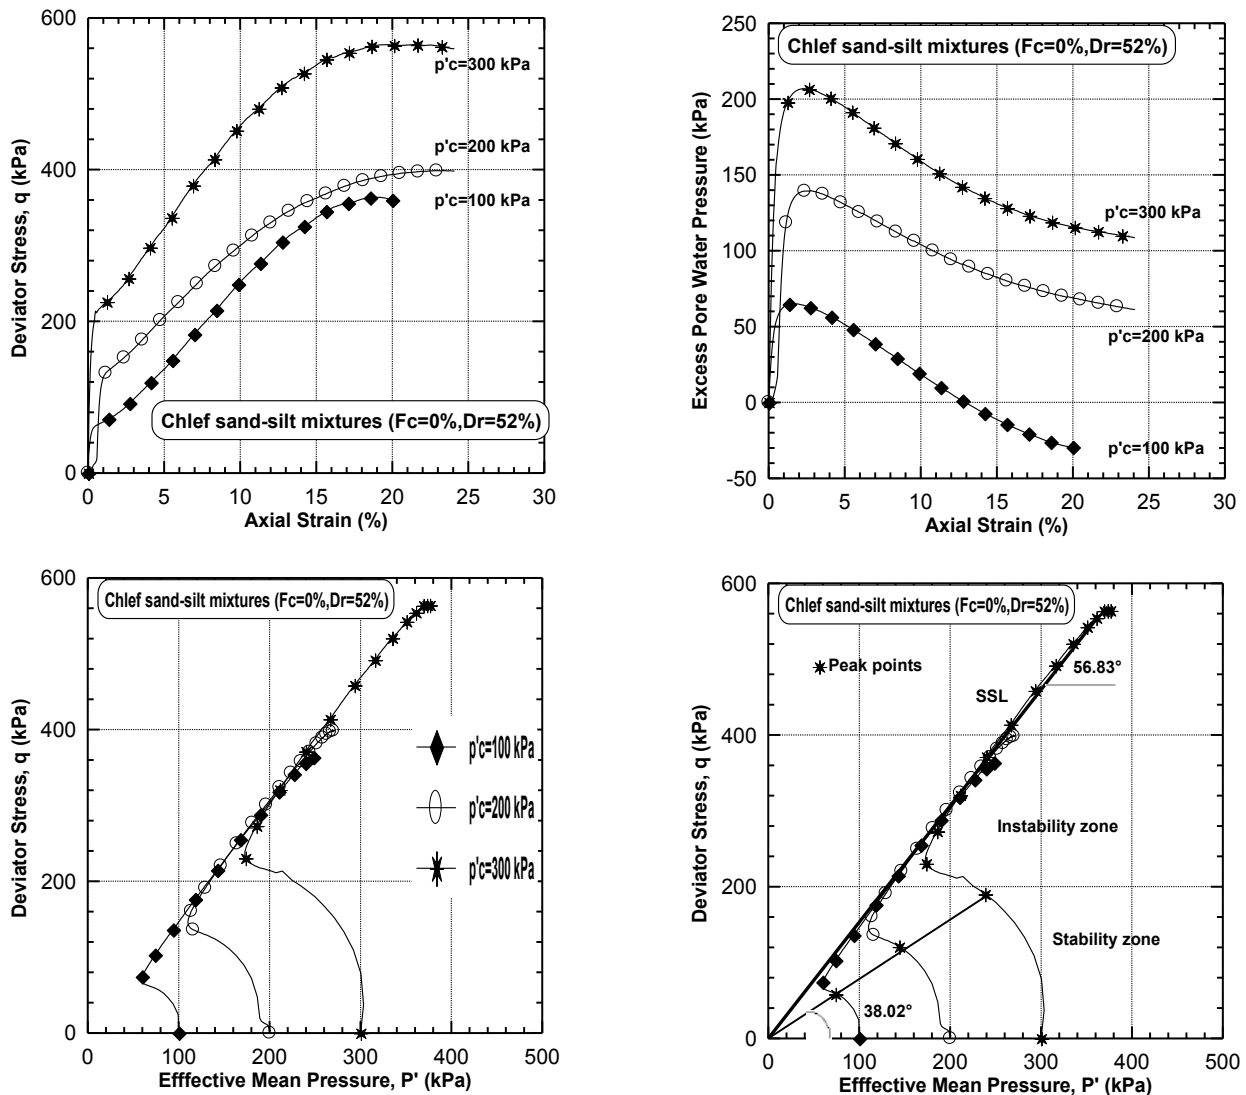 600
400
200
0
Deviator Stress, q (kPa)
p'c=300 kPa
p'c=200 kPa
p'c=100 kPa
Chlef sand-silt mixtures (Fc=0%,Dr=52%)
0 5 10 15 20 25 30
Axial Strain (%)
250
200
150
100
50
0
-50
Excess Pore Water Pressure (kPa)
Chlef sand-silt mixtures (Fc=0%,Dr=52%)
p'c=300 kPa
p'c=200 kPa
p'c=100 kPa
0 5 10 15 20 25 30
Axial Strain (%)
600
400
200
0
Deviator Stress, q (kPa)
Chlef sand-silt mixtures (Fc=0%,Dr=52%)
p'c=100 kPa
p'c=200 kPa
p'c=300 kPa
0 100 200 300 400 500
Efffective Mean Pressure, P' (kPa)
600
400
200
0
Deviator Stress, q (kPa)
Chlef sand-silt mixtures (Fc=0%,Dr=52%)
Peak points
56.83°
SSL
Instability zone
Stability zone
38.02°
0 100 200 300 400 500
Efffective Mean Pressure, P' (kPa)